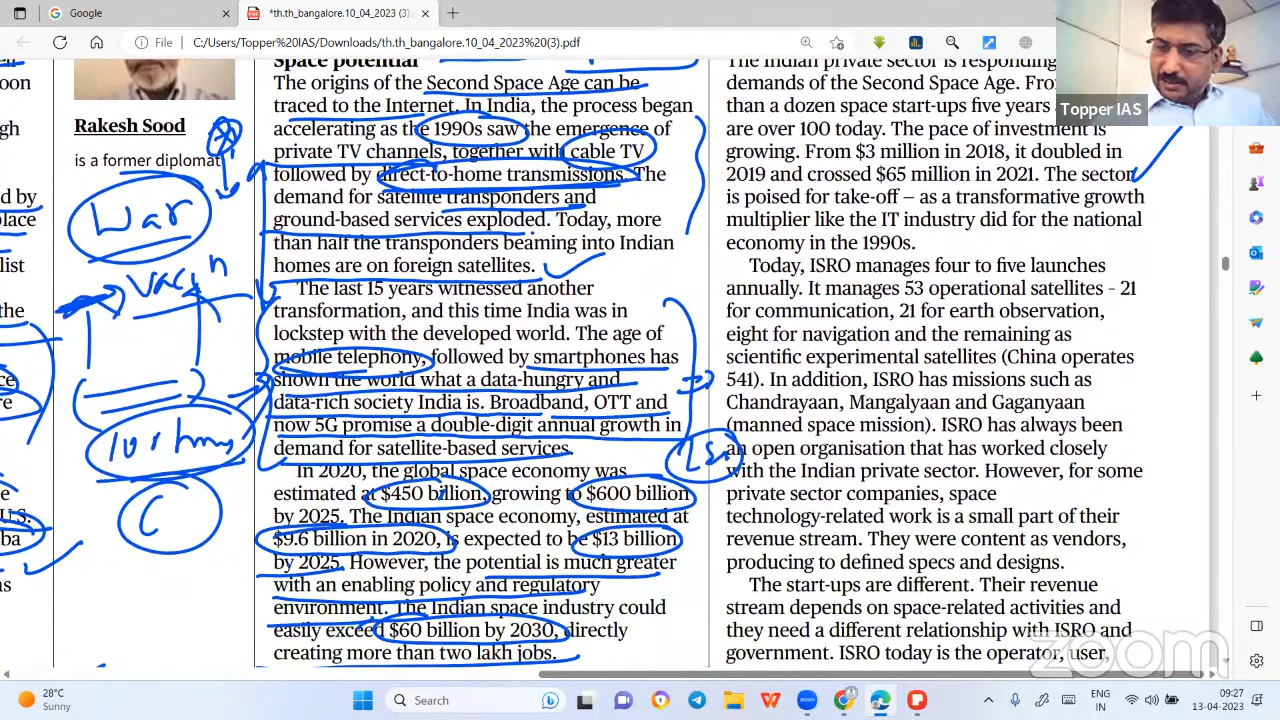 Google
*th.th_bangalore.10_04_2023 (3).
File
C:/Users/Topper%20IAS/Downloads/th.th_bangalore.10_04_2023%20(3).pdf
Topper IAS
oon
gh
d by
place
list
the
ce
re
e
U.S.
ba
ns
Rakesh Sood
is a former diplomat
War
Space potential
The origins of the Second Space Age can be
traced to the Internet. In India, the process began
accelerating as the 1990s saw the emergence of
private TV channels, together with cable TV
followed by direct-to-home transmissions. The
demand for satellite transponders and
ground-based services exploded. Today, more
than half the transponders beaming into Indian
homes are on foreign satellites.
The last 15 years witnessed another
transformation, and this time India was in
lockstep with the developed world. The age of
mobile telephony, followed by smartphones has
shown the world what a data-hungry and
data-rich society India is. Broadband, OTT and
now 5G promise a double-digit annual growth in
demand for satellite-based services.
In 2020, the global space economy was
estimated at $450 billion, growing to $600 billion
by 2025. The Indian space economy, estimated at
$9.6 billion in 2020, is expected to be $13 billion
by 2025. However, the potential is much greater
with an enabling policy and regulatory
environment. The Indian space industry could
easily exceed $60 billion by 2030, directly
creating more than two lakh jobs.
The Indian private sector is responding
demands of the Second Space Age. Fro
than a dozen space start-ups five years
are over 100 today. The pace of investment is
growing. From $3 million in 2018, it doubled in
2019 and crossed $65 million in 2021. The sector
is poised for take-off — as a transformative growth
multiplier like the IT industry did for the national
economy in the 1990s.
Today, ISRO manages four to five launches
annually. It manages 53 operational satellites - 21
for communication, 21 for earth observation,
eight for navigation and the remaining as
scientific experimental satellites (China operates
541). In addition, ISRO has missions such as
Chandrayaan, Mangalyaan and Gaganyaan
(manned space mission). ISRO has always been
an open organisation that has worked closely
with the Indian private sector. However, for some
private sector companies, space
technology-related work is a small part of their
revenue stream. They were content as vendors,
producing to defined specs and designs.
The start-ups are different. Their revenue
stream depends on space-related activities and
they need a different relationship with ISRO and
government. ISRO today is the operator, user,
zoom
28°C
Sunny
Search
ENG
IN
09:27
13-04-2023